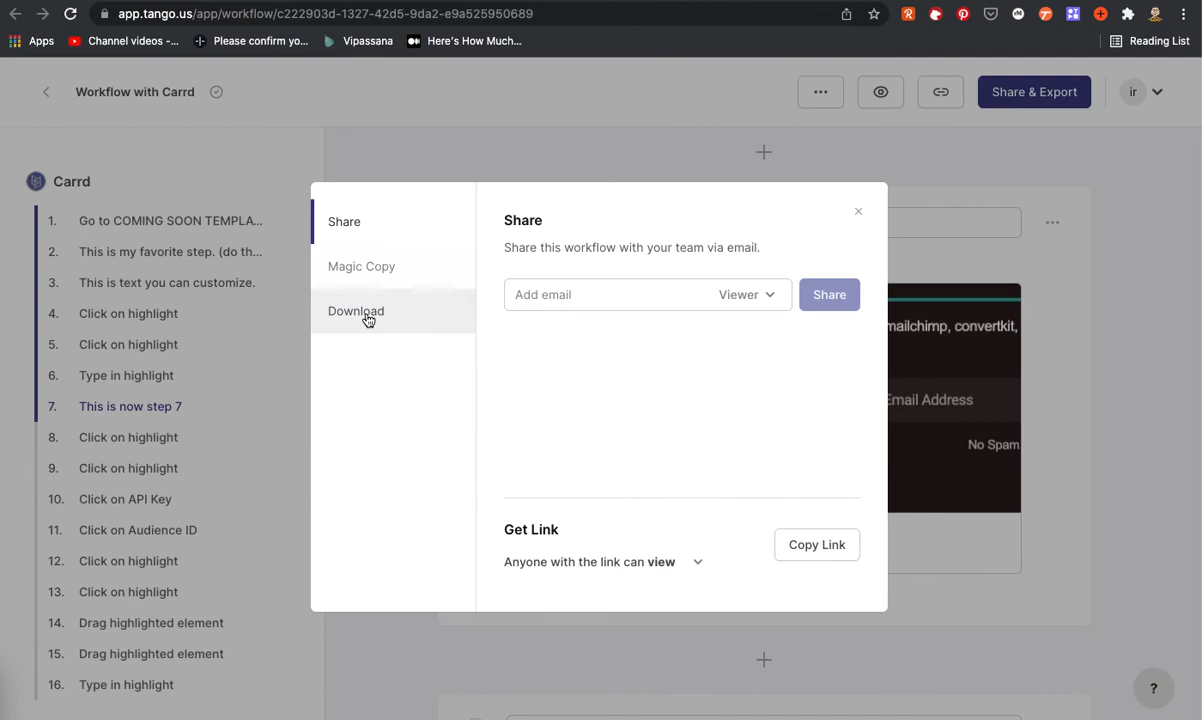 app.tango.us/app/workflow/c222903d-1327-42d5-9da2-e9a525950689
Apps Channel videos -... Please confirm yo... Vipassana Here's How Much... Reading List
Workflow with Carrd
Share & Export
ir
Carrd
1. Go to COMING SOON TEMPLA...
2. This is my favorite step. (do th...
3. This is text you can customize.
4. Click on highlight
5. Click on highlight
6. Type in highlight
7. This is now step 7
8. Click on highlight
9. Click on highlight
10. Click on API Key
11. Click on Audience ID
12. Click on highlight
13. Click on highlight
14. Drag highlighted element
15. Drag highlighted element
16. Type in highlight
Share
Magic Copy
Download
Share
Share this workflow with your team via email.
Add email Viewer Share
Get Link
Anyone with the link can view
Copy Link
mailchimp, convertkit,
Email Address
No Spam
?